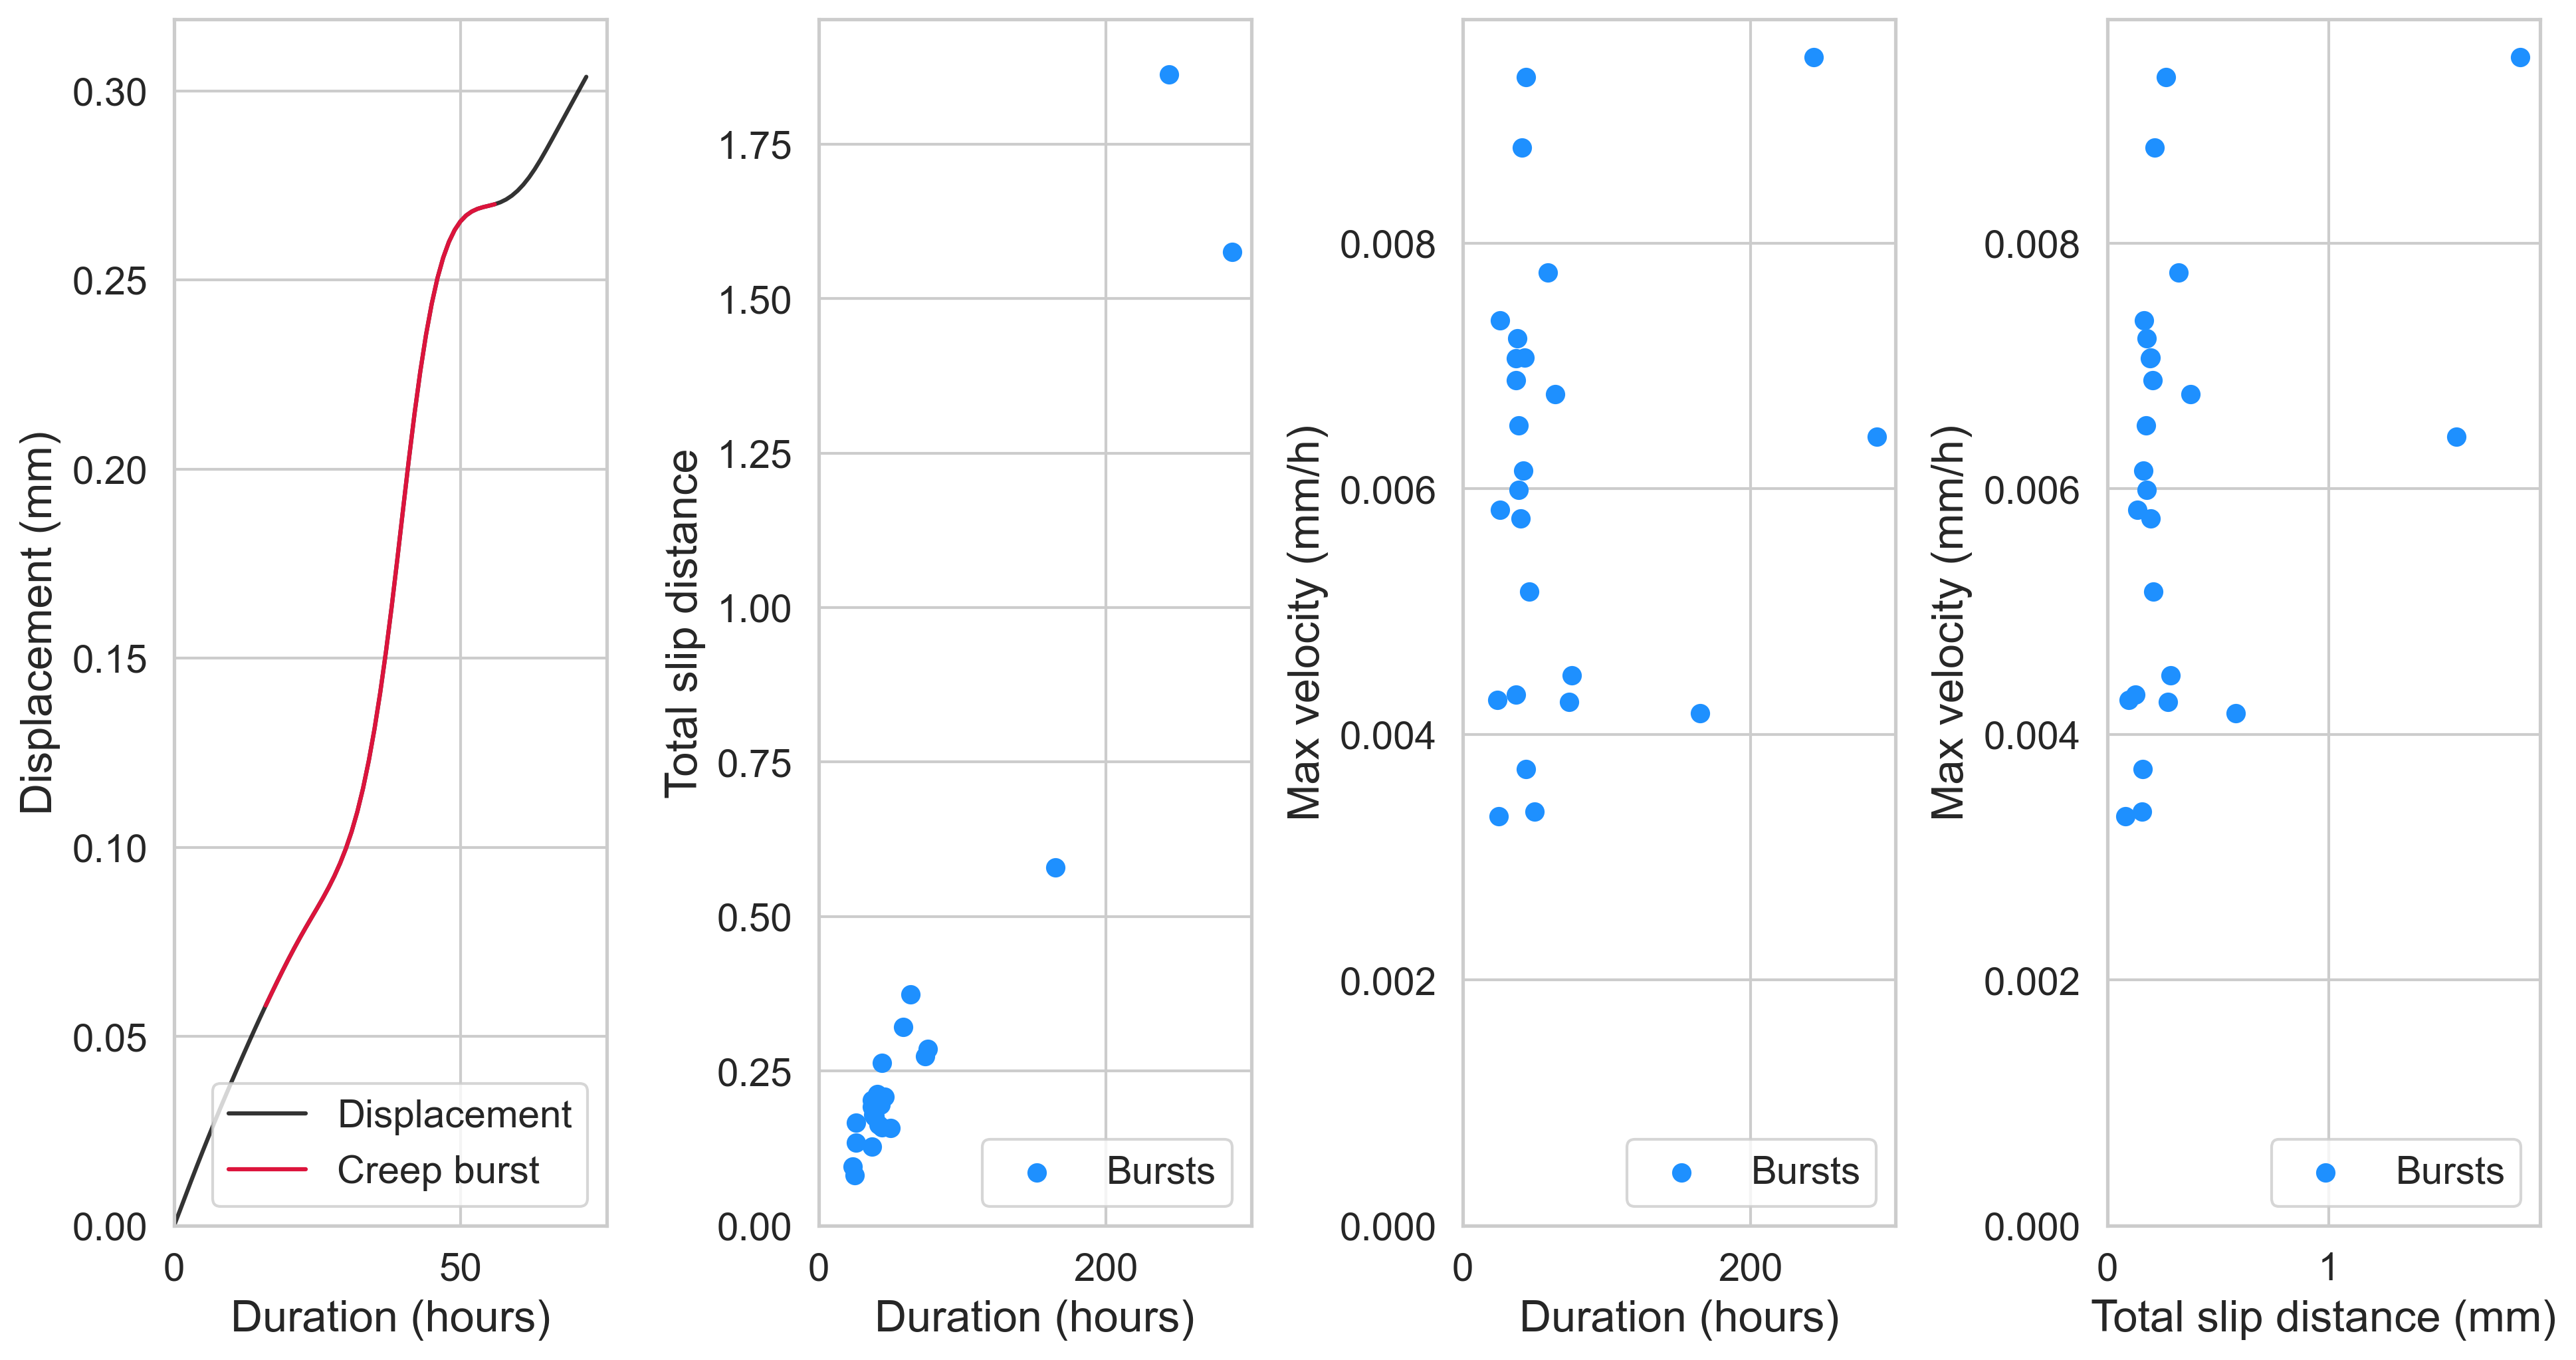 Displacement (mm)
0.30
0.25
0.20
0.15
0.10
0.05
0.00
0
50
Duration (hours)
Displacement
Creep burst
Total slip distance
1.75
1.50
1.25
1.00
0.75
0.50
0.25
0.00
0
200
Duration (hours)
Bursts
Max velocity (mm/h)
0.008
0.006
0.004
0.002
0.000
0
200
Duration (hours)
Bursts
Max velocity (mm/h)
0.008
0.006
0.004
0.002
0.000
0
1
Total slip distance (mm)
Bursts